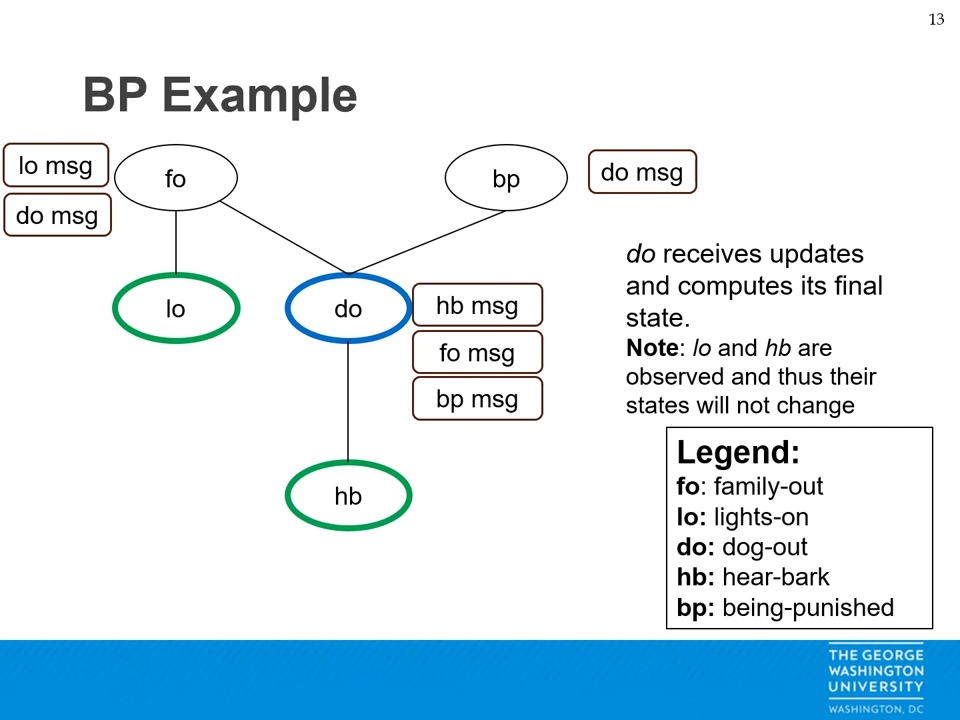 13
BP Example
lo msg
do msg
fo
bp
do msg
lo
do
hb msg
fo msg
bp msg
hb
do receives updates
and computes its final
state.
Note: lo and hb are
observed and thus their
states will not change
Legend:
fo: family-out
lo: lights-on
do: dog-out
hb: hear-bark
bp: being-punished
THE GEORGE
WASHINGTON
UNIVERSITY
WASHINGTON, DC